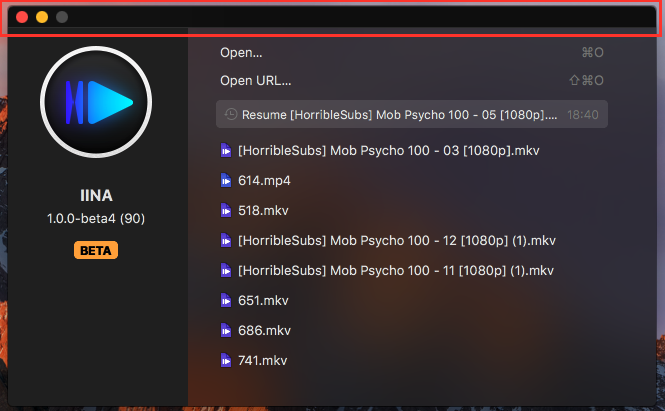 Open... ⌘O
Open URL... ⇧⌘O
Resume [HorribleSubs] Mob Psycho 100 - 05 [1080p].... 18:40
[HorribleSubs] Mob Psycho 100 - 03 [1080p].mkv
614.mp4
518.mkv
[HorribleSubs] Mob Psycho 100 - 12 [1080p] (1).mkv
[HorribleSubs] Mob Psycho 100 - 11 [1080p] (1).mkv
651.mkv
686.mkv
741.mkv
IINA
1.0.0-beta4 (90)
BETA